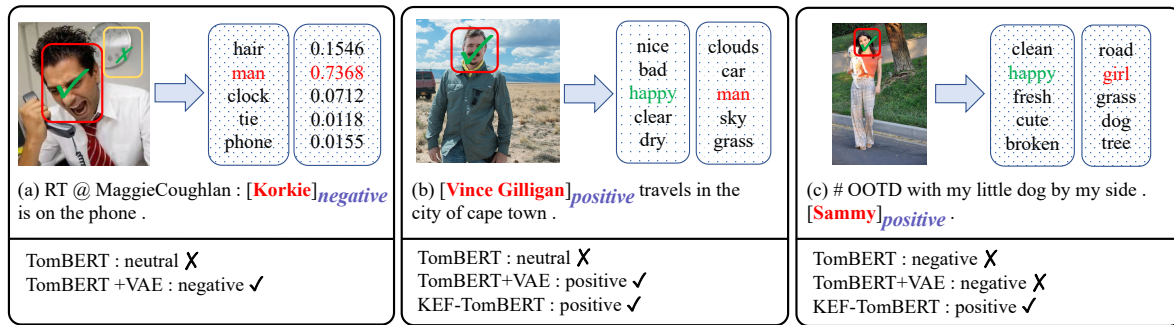 hair
man
clock
tie
phone
0.1546
0.7368
0.0712
0.0118
0.0155
(a) RT @ MaggieCoughlan : [Korkie]negative
is on the phone .
TomBERT : neutral ✗
TomBERT +VAE : negative ✓
nice
bad
happy
clear
dry
clouds
car
man
sky
grass
(b) [Vince Gilligan]positive travels in the
city of cape town .
TomBERT : neutral ✗
TomBERT+VAE : positive ✓
KEF-TomBERT : positive ✓
clean
happy
fresh
cute
broken
road
girl
grass
dog
tree
(c) # OOTD with my little dog by my side .
[Sammy]positive .
TomBERT : negative ✗
TomBERT+VAE : negative ✗
KEF-TomBERT : positive ✓